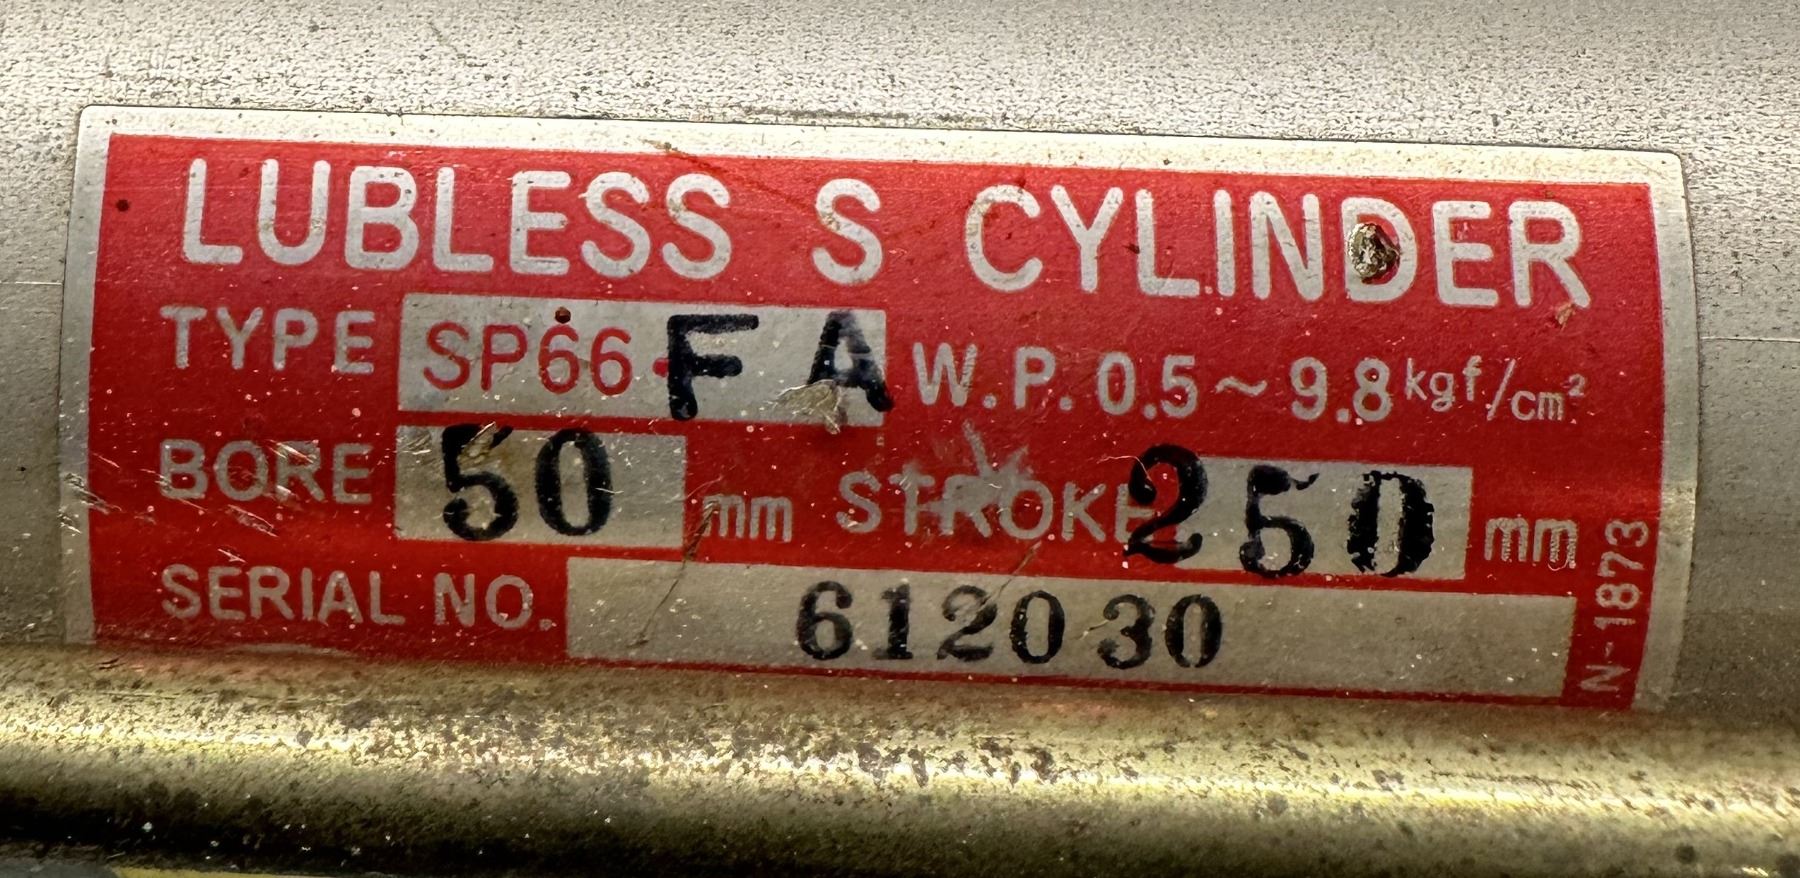 LUBLESS S CYLINDER
TYPE SP66-FA W.P. 0.5~9.8kgf/cm²
BORE 50 mm STROKE 250 mm
SERIAL NO. 612030
N-1873